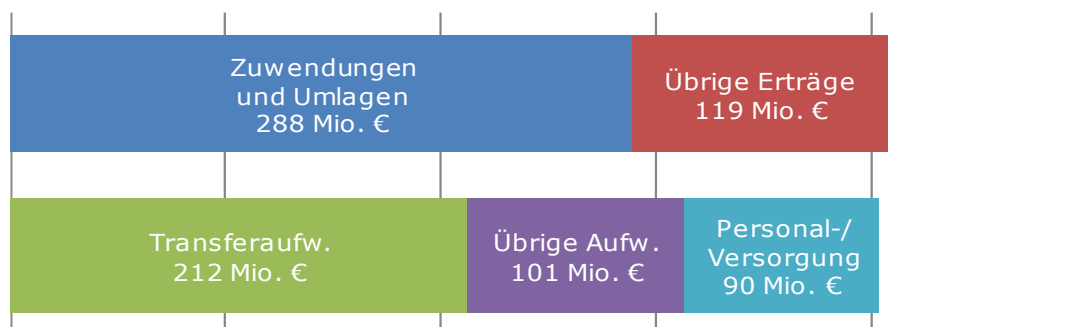 Zuwendungen
und Umlagen
288 Mio. €
Übrige Erträge
119 Mio. €
Transferaufw.
212 Mio. €
Übrige Aufw.
101 Mio. €
Personal-/
Versorgung
90 Mio. €